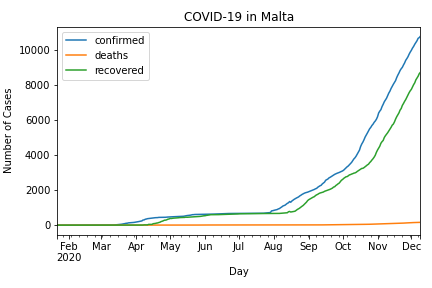 COVID-19 in Malta
confirmed
deaths
recovered
Number of Cases
10000
8000
6000
4000
2000
0
Feb Mar Apr May Jun Jul Aug Sep Oct Nov Dec
2020
Day